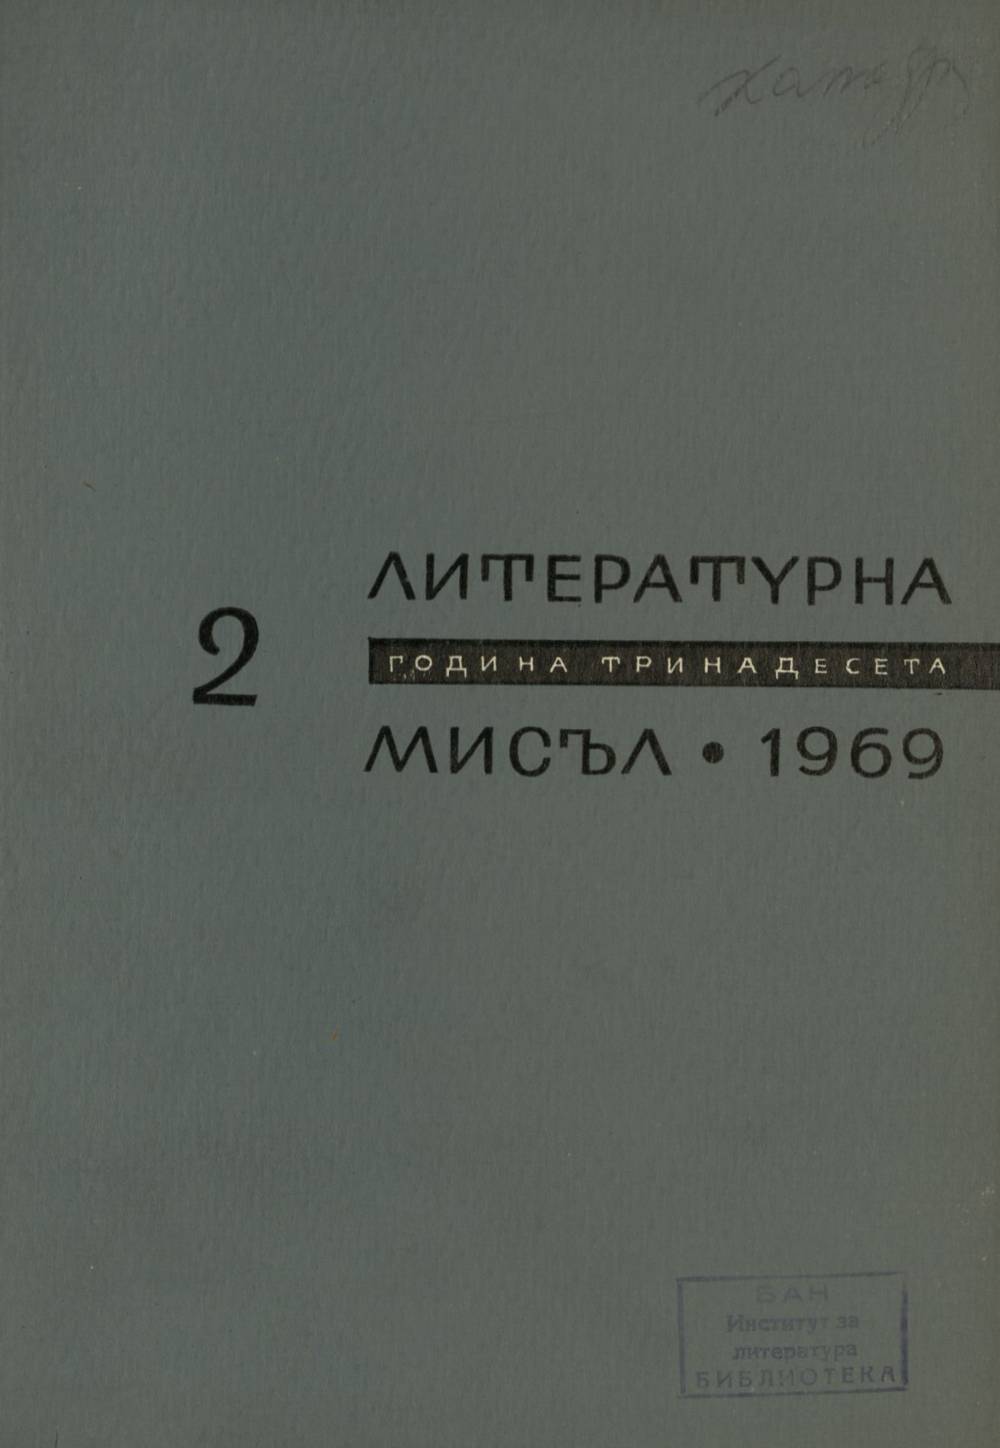 ЛИТЕРАТУРНА
2
ГОДИНА ТРИНАДЕСЕТА
МИСЪЛ • 1969
БАН
Институт за
литература
БИБЛИОТЕКА